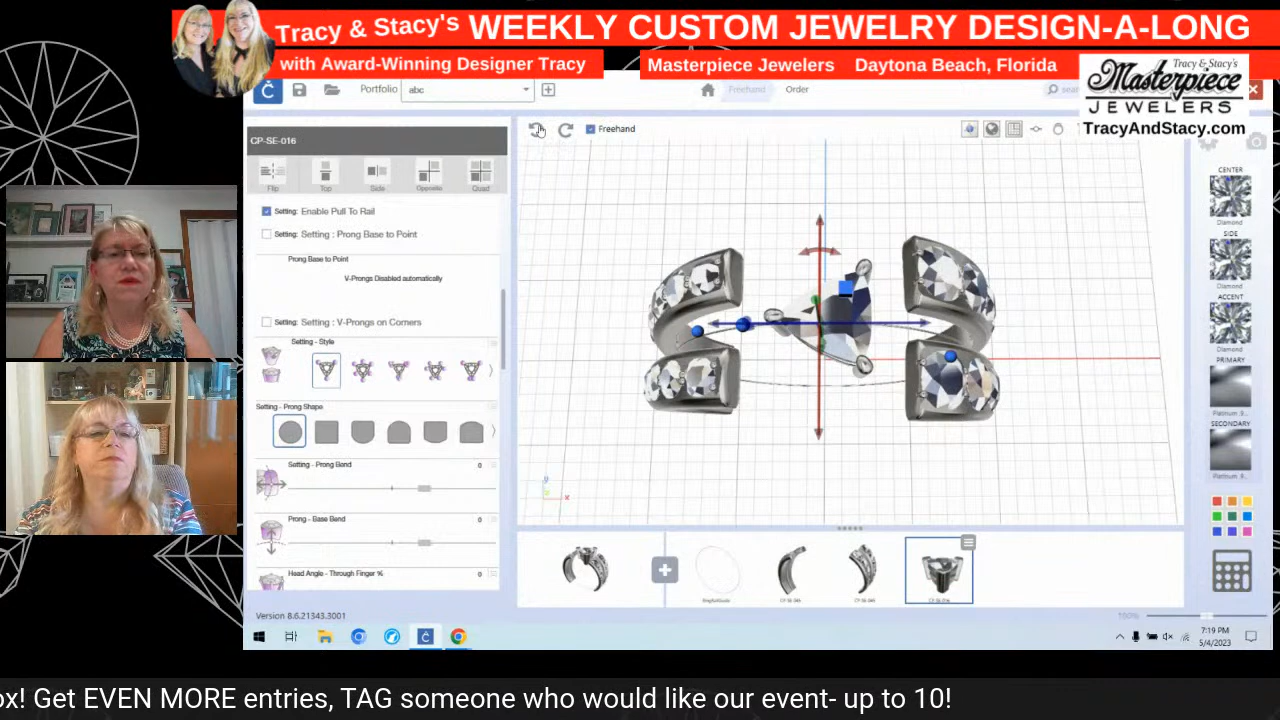 Tracy & Stacy's WEEKLY CUSTOM JEWELRY DESIGN-A-LONG
with Award-Winning Designer Tracy
Masterpiece Jewelers Daytona Beach, Florida
Tracy & Stacy's
Masterpiece
JEWELERS
TracyAndStacy.com
Portfolio abc
Freehand Order
CP-SE-016
Freehand
Flip Top Side Opposite Quad
Setting: Enable Pull To Rail
Setting: Setting : Prong Base to Point
Prong Base to Point
V-Prongs Disabled automatically
Setting: Setting : V-Prongs on Corners
Setting - Style
Setting - Prong Shape
Setting - Prong Bend 0
Prong - Base Bend 0
Head Angle - Through Finger % 0
CENTER
Diamond
SIDE
Diamond
ACCENT
Diamond
PRIMARY
SECONDARY
Version 8.6.21343.3001
100%
7:19 PM
5/4/2023
ox! Get EVEN MORE entries, TAG someone who would like our event- up to 10!